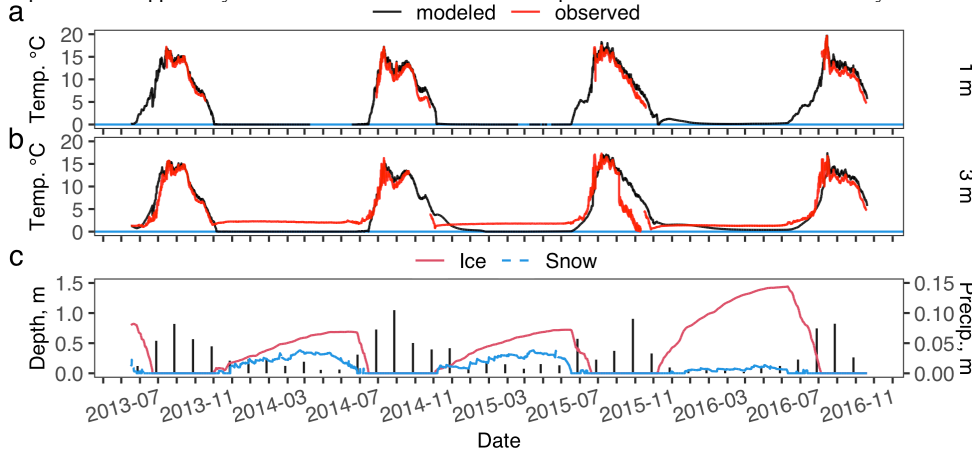 a
modeled observed
20
15
10
5
0
Temp. °C
1 m
b
20
15
10
5
0
Temp. °C
3 m
c
Ice Snow
1.5
1.0
0.5
0.0
Depth, m
0.15
0.10
0.05
0.00
Precip., m
2013-07 2013-11 2014-03 2014-07 2014-11 2015-03 2015-07 2015-11 2016-03 2016-07 2016-11
Date